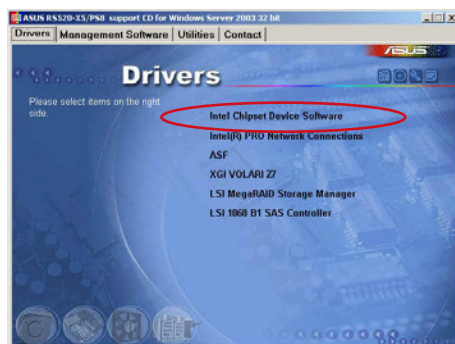 ASUS RS520-X5/PS8 support CD for Windows Server 2003 32 bit
Drivers Management Software Utilities Contact
ASUS
Drivers
Please select items on the right
side.
Intel Chipset Device Software
Intel(R) PRO Network Connections
ASF
XGI VOLARI Z7
LSI MegaRAID Storage Manager
LSI 1068 B1 SAS Controller